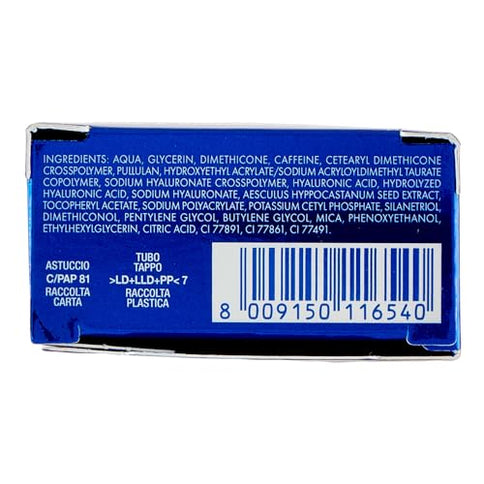 INGREDIENTS: AQUA, GLYCERIN, DIMETHICONE, CAFFEINE, CETEARYL DIMETHICONE
CROSSPOLYMER, PULLULAN, HYDROXYETHYL ACRYLATE/SODIUM ACRYLOYLDIMETHYL TAURATE
COPOLYMER, SODIUM HYALURONATE CROSSPOLYMER, HYALURONIC ACID, HYDROLYZED
HYALURONIC ACID, SODIUM HYALURONATE, AESCULUS HYPPOCASTANUM SEED EXTRACT,
TOCOPHERYL ACETATE, SODIUM POLYACRYLATE, POTASSIUM CETYL PHOSPHATE, SILANETRIOL,
DIMETHICONOL, PENTYLENE GLYCOL, BUTYLENE GLYCOL, MICA, PHENOXYETHANOL,
ETHYLHEXYLGLYCERIN, CITRIC ACID, CI 77891, CI 77861, CI 77491.
ASTUCCIO
C/PAP 81
RACCOLTA
CARTA
TUBO
TAPPO
>LD+LLD+PP< 7
RACCOLTA
PLASTICA
8 009150 116540